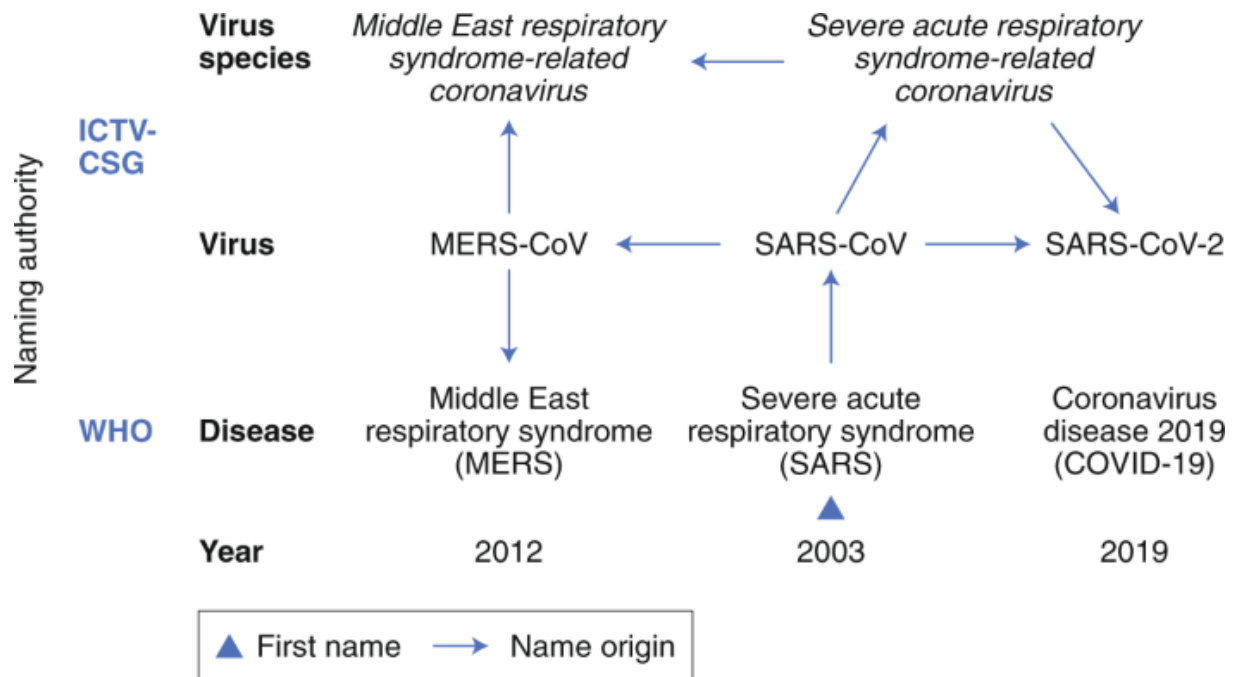 Virus species
Middle East respiratory syndrome-related coronavirus
Severe acute respiratory syndrome-related coronavirus
Naming authority
ICTV-CSG
Virus
MERS-CoV
SARS-CoV
SARS-CoV-2
WHO
Disease
Middle East respiratory syndrome (MERS)
Severe acute respiratory syndrome (SARS)
Coronavirus disease 2019 (COVID-19)
Year
2012
2003
2019
First name
Name origin